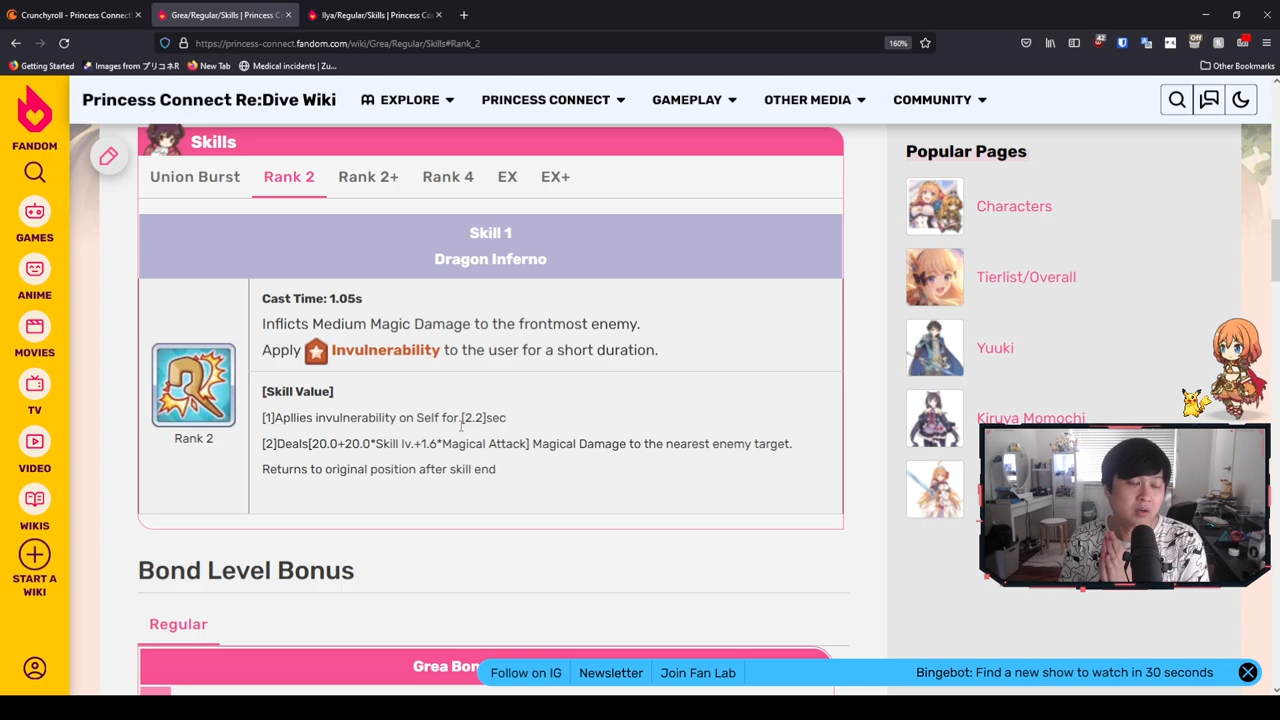 Crunchyroll - Princess Connect!
Grea/Regular/Skills | Princess C
Ilya/Regular/Skills | Princess Co
https://princess-connect.fandom.com/wiki/Grea/Regular/Skills#Rank_2
160%
42
Off
Getting Started
Images from プリコネR
New Tab
Medical incidents | Zu...
Other Bookmarks
Princess Connect Re:Dive Wiki
EXPLORE
PRINCESS CONNECT
GAMEPLAY
OTHER MEDIA
COMMUNITY
FANDOM
GAMES
ANIME
MOVIES
TV
VIDEO
WIKIS
START A
WIKI
Skills
Union Burst
Rank 2
Rank 2+
Rank 4
EX
EX+
Skill 1
Dragon Inferno
Rank 2
Cast Time: 1.05s
Inflicts Medium Magic Damage to the frontmost enemy.
Apply Invulnerability to the user for a short duration.
[Skill Value]
[1]Apllies invulnerability on Self for [2.2]sec
[2]Deals[20.0+20.0*Skill lv.+1.6*Magical Attack] Magical Damage to the nearest enemy target.
Returns to original position after skill end
Bond Level Bonus
Regular
Grea Bon
Popular Pages
Characters
Tierlist/Overall
Yuuki
Kiruya Momochi
Follow on IG
Newsletter
Join Fan Lab
Bingebot: Find a new show to watch in 30 seconds